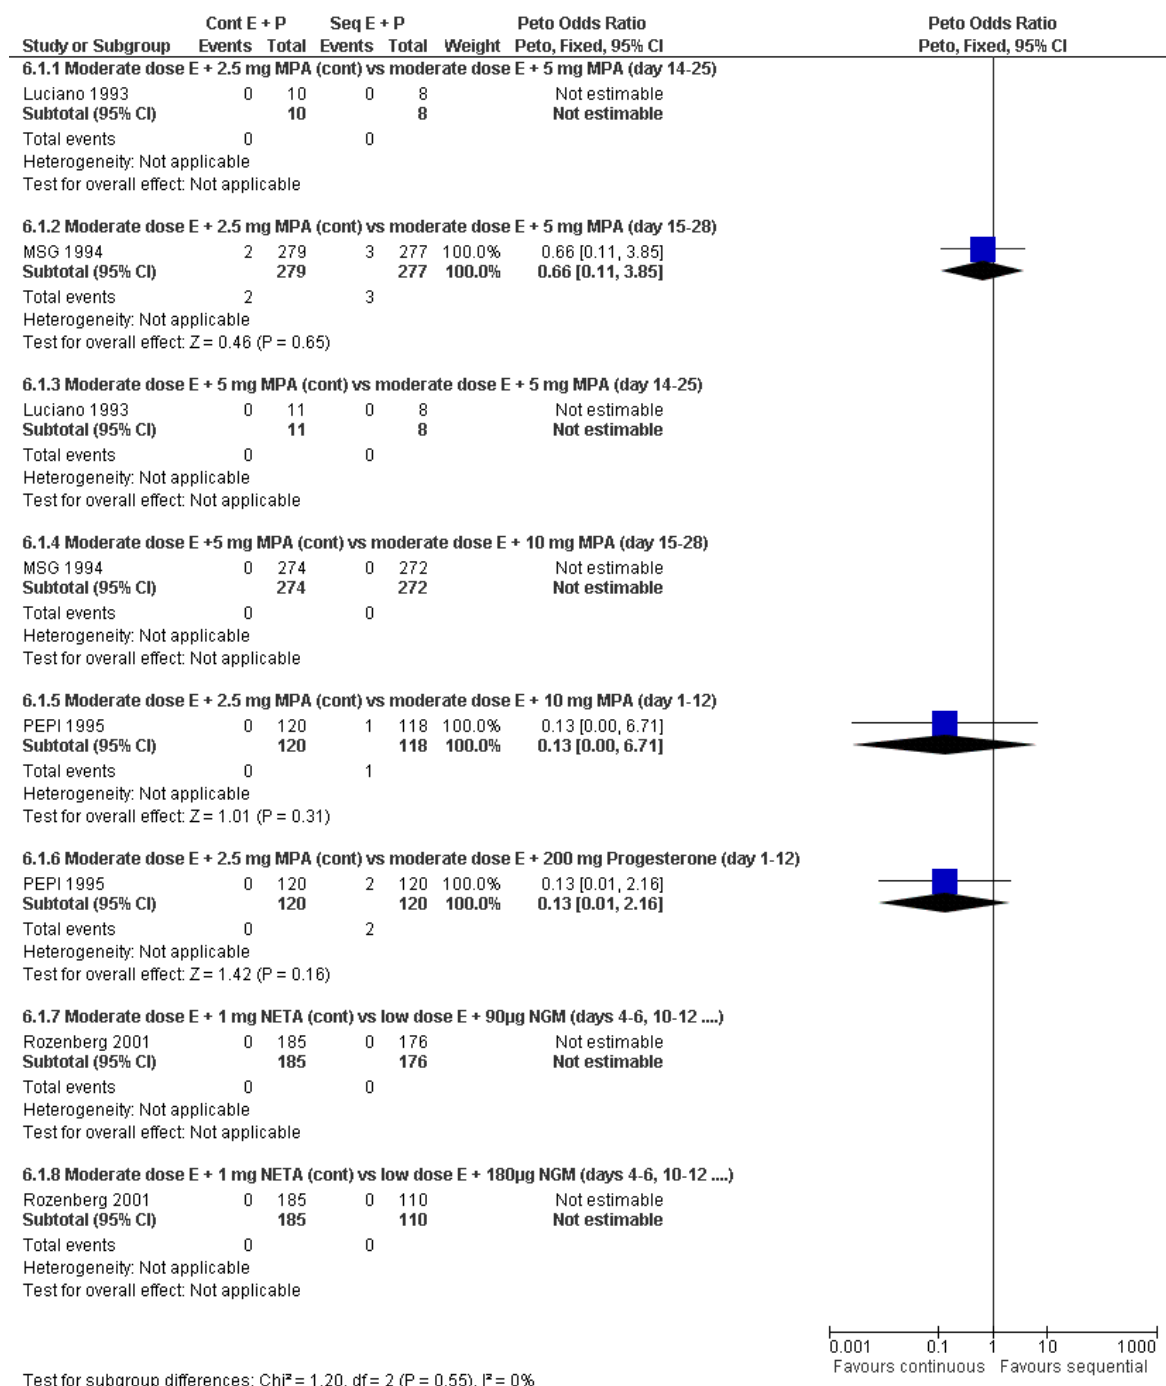 Cont E + P Seq E + P Peto Odds Ratio Peto Odds Ratio
Study or Subgroup Events Total Events Total Weight Peto, Fixed, 95% CI Peto, Fixed, 95% CI
6.1.1 Moderate dose E + 2.5 mg MPA (cont) vs moderate dose E + 5 mg MPA (day 14-25)
Luciano 1993 0 10 0 8 Not estimable
Subtotal (95% CI) 10 8 Not estimable
Total events 0 0
Heterogeneity: Not applicable
Test for overall effect: Not applicable
6.1.2 Moderate dose E + 2.5 mg MPA (cont) vs moderate dose E + 5 mg MPA (day 15-28)
MSG 1994 2 279 3 277 100.0% 0.66 [0.11, 3.85]
Subtotal (95% CI) 279 277 100.0% 0.66 [0.11, 3.85]
Total events 2 3
Heterogeneity: Not applicable
Test for overall effect: Z = 0.46 (P = 0.65)
6.1.3 Moderate dose E + 5 mg MPA (cont) vs moderate dose E + 5 mg MPA (day 14-25)
Luciano 1993 0 11 0 8 Not estimable
Subtotal (95% CI) 11 8 Not estimable
Total events 0 0
Heterogeneity: Not applicable
Test for overall effect: Not applicable
6.1.4 Moderate dose E +5 mg MPA (cont) vs moderate dose E + 10 mg MPA (day 15-28)
MSG 1994 0 274 0 272 Not estimable
Subtotal (95% CI) 274 272 Not estimable
Total events 0 0
Heterogeneity: Not applicable
Test for overall effect: Not applicable
6.1.5 Moderate dose E + 2.5 mg MPA (cont) vs moderate dose E + 10 mg MPA (day 1-12)
PEPI 1995 0 120 1 118 100.0% 0.13 [0.00, 6.71]
Subtotal (95% CI) 120 118 100.0% 0.13 [0.00, 6.71]
Total events 0 1
Heterogeneity: Not applicable
Test for overall effect: Z = 1.01 (P = 0.31)
6.1.6 Moderate dose E + 2.5 mg MPA (cont) vs moderate dose E + 200 mg Progesterone (day 1-12)
PEPI 1995 0 120 2 120 100.0% 0.13 [0.01, 2.16]
Subtotal (95% CI) 120 120 100.0% 0.13 [0.01, 2.16]
Total events 0 2
Heterogeneity: Not applicable
Test for overall effect: Z = 1.42 (P = 0.16)
6.1.7 Moderate dose E + 1 mg NETA (cont) vs low dose E + 90µg NGM (days 4-6, 10-12 ....)
Rozenberg 2001 0 185 0 176 Not estimable
Subtotal (95% CI) 185 176 Not estimable
Total events 0 0
Heterogeneity: Not applicable
Test for overall effect: Not applicable
6.1.8 Moderate dose E + 1 mg NETA (cont) vs low dose E + 180µg NGM (days 4-6, 10-12 ....)
Rozenberg 2001 0 185 0 110 Not estimable
Subtotal (95% CI) 185 110 Not estimable
Total events 0 0
Heterogeneity: Not applicable
Test for overall effect: Not applicable
0.001 0.1 1 10 1000
Favours continuous Favours sequential
Test for subgroup differences: Chi² = 1.20, df = 2 (P = 0.55), I² = 0%